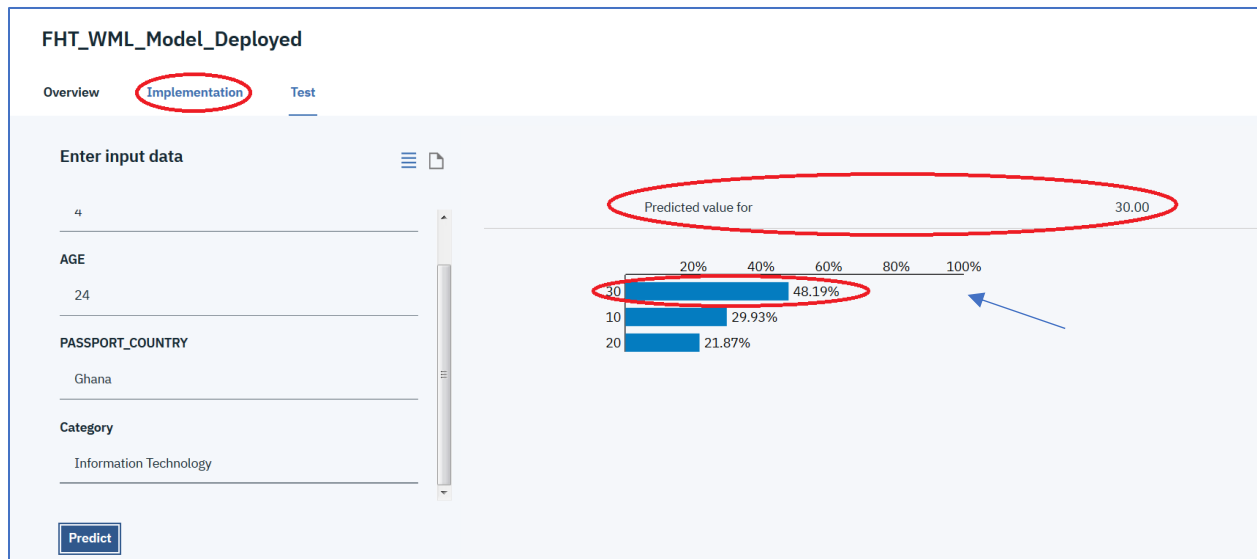 FHT_WML_Model_Deployed
Overview Implementation Test
Enter input data
4
AGE
24
PASSPORT_COUNTRY
Ghana
Category
Information Technology
Predict
Predicted value for 30.00
20% 40% 60% 80% 100%
30 48.19%
10 29.93%
20 21.87%